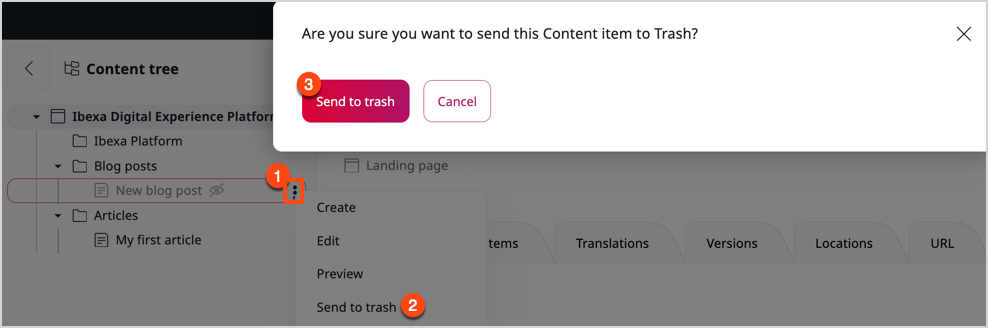 Are you sure you want to send this Content item to Trash?
3
Send to trash
Cancel
Content tree
Ibexa Digital Experience Platforr
Ibexa Platform
Blog posts
Landing page
1
New blog post
Create
Articles
Edit
My first article
tems
Translations
Versions
Locations
URL
Preview
Send to trash 2